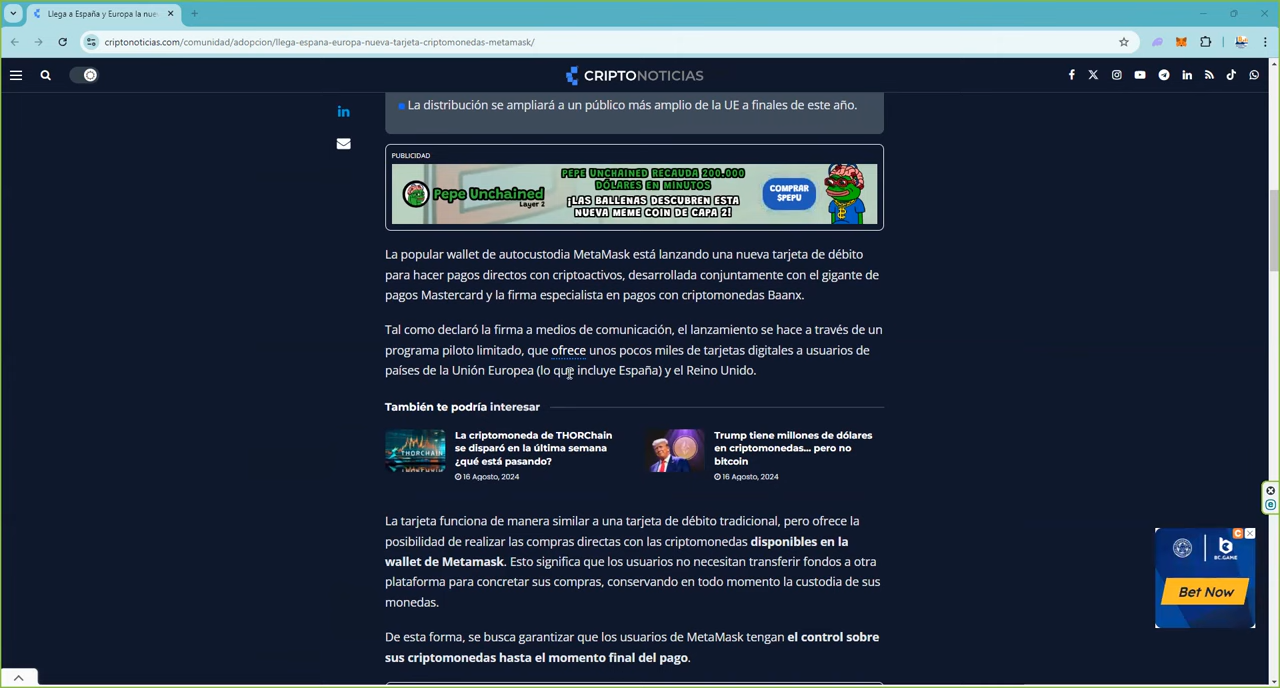 Llega a España y Europa la nue
criptonoticias.com/comunidad/adopcion/llega-espana-europa-nueva-tarjeta-criptomonedas-metamask/
CRIPTONOTICIAS
La distribución se ampliará a un público más amplio de la UE a finales de este año.
PUBLICIDAD
Pepe Unchained
Layer 2
PEPE UNCHAINED RECAUDA 200.000
DÓLARES EN MINUTOS
¡LAS BALLENAS DESCUBREN ESTA
NUEVA MEME COIN DE CAPA 2!
COMPRAR
$PEPU
La popular wallet de autocustodia MetaMask está lanzando una nueva tarjeta de débito
para hacer pagos directos con criptoactivos, desarrollada conjuntamente con el gigante de
pagos Mastercard y la firma especialista en pagos con criptomonedas Baanx.
Tal como declaró la firma a medios de comunicación, el lanzamiento se hace a través de un
programa piloto limitado, que ofrece unos pocos miles de tarjetas digitales a usuarios de
países de la Unión Europea (lo que incluye España) y el Reino Unido.
También te podría interesar
THORCHAIN
La criptomoneda de THORChain
se disparó en la última semana
¿qué está pasando?
16 Agosto, 2024
Trump tiene millones de dólares
en criptomonedas... pero no
bitcoin
16 Agosto, 2024
La tarjeta funciona de manera similar a una tarjeta de débito tradicional, pero ofrece la
posibilidad de realizar las compras directas con las criptomonedas disponibles en la
wallet de Metamask. Esto significa que los usuarios no necesitan transferir fondos a otra
plataforma para concretar sus compras, conservando en todo momento la custodia de sus
monedas.
De esta forma, se busca garantizar que los usuarios de MetaMask tengan el control sobre
sus criptomonedas hasta el momento final del pago.
BC.GAME
Bet Now